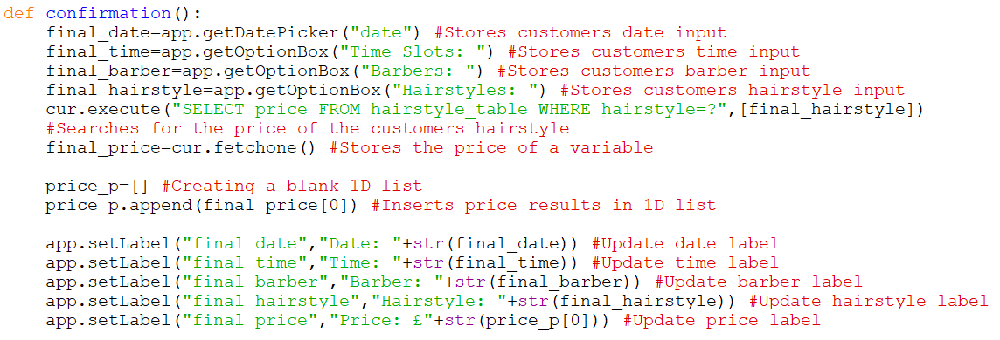 def confirmation():
    final_date=app.getDatePicker("date") #Stores customers date input
    final_time=app.getOptionBox("Time Slots: ") #Stores customers time input
    final_barber=app.getOptionBox("Barbers: ") #Stores customers barber input
    final_hairstyle=app.getOptionBox("Hairstyles: ") #Stores customers hairstyle input
    cur.execute("SELECT price FROM hairstyle_table WHERE hairstyle=?",[final_hairstyle])
    #Searches for the price of the customers hairstyle
    final_price=cur.fetchone() #Stores the price of a variable

    price_p=[] #Creating a blank 1D list
    price_p.append(final_price[0]) #Inserts price results in 1D list

    app.setLabel("final date","Date: "+str(final_date)) #Update date label
    app.setLabel("final time","Time: "+str(final_time)) #Update time label
    app.setLabel("final barber","Barber: "+str(final_barber)) #Update barber label
    app.setLabel("final hairstyle","Hairstyle: "+str(final_hairstyle)) #Update hairstyle label
    app.setLabel("final price","Price: £"+str(price_p[0])) #Update price label